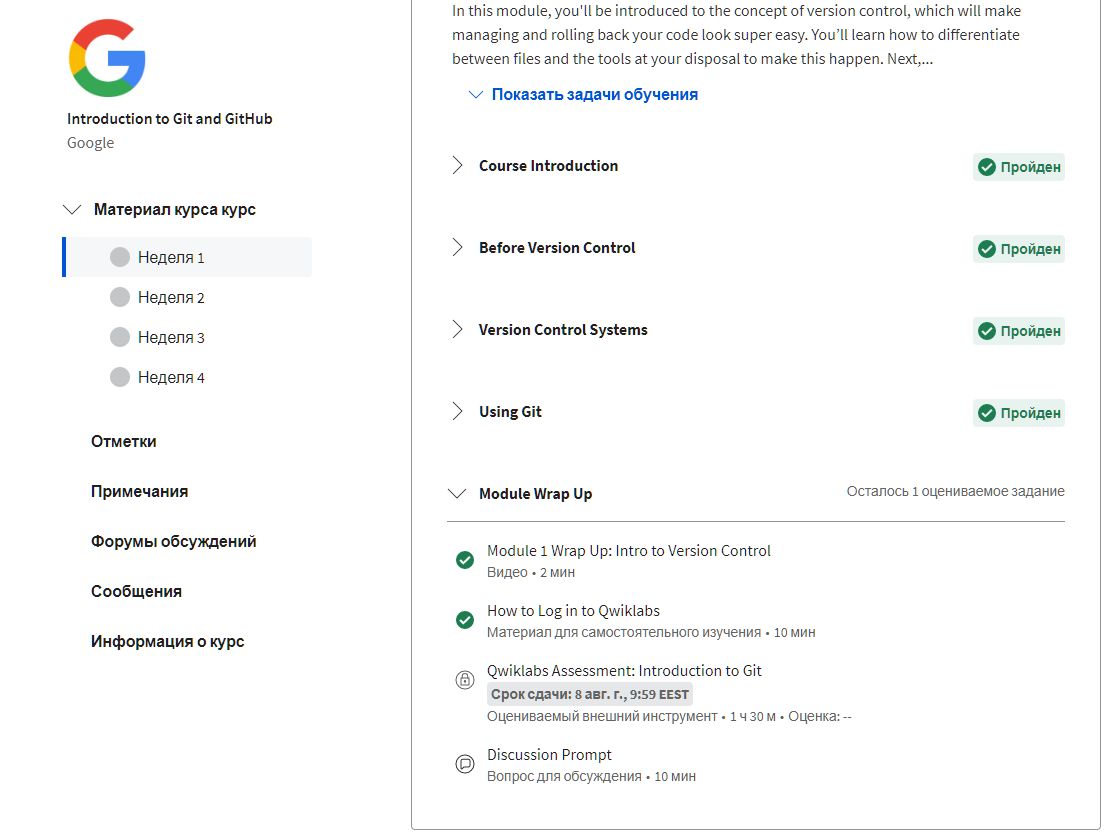 Introduction to Git and GitHub
Google
Материал курса курс
Неделя 1
Неделя 2
Неделя 3
Неделя 4
Отметки
Примечания
Форумы обсуждений
Сообщения
Информация о курс
In this module, you'll be introduced to the concept of version control, which will make
managing and rolling back your code look super easy. You’ll learn how to differentiate
between files and the tools at your disposal to make this happen. Next,...
Показать задачи обучения
Course Introduction
Пройден
Before Version Control
Пройден
Version Control Systems
Пройден
Using Git
Пройден
Module Wrap Up
Осталось 1 оцениваемое задание
Module 1 Wrap Up: Intro to Version Control
Видео • 2 мин
How to Log in to Qwiklabs
Материал для самостоятельного изучения • 10 мин
Qwiklabs Assessment: Introduction to Git
Срок сдачи: 8 авг. г., 9:59 EEST
Оцениваемый внешний инструмент • 1 ч 30 м • Оценка: --
Discussion Prompt
Вопрос для обсуждения • 10 мин